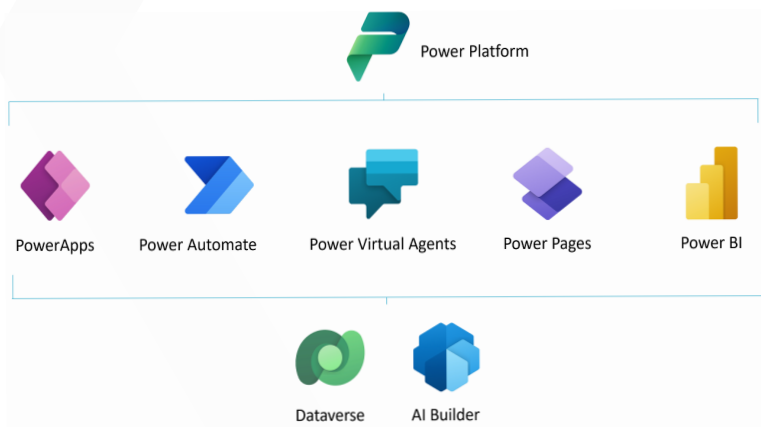 Power Platform
PowerApps
Power Automate
Power Virtual Agents
Power Pages
Power BI
Dataverse
AI Builder